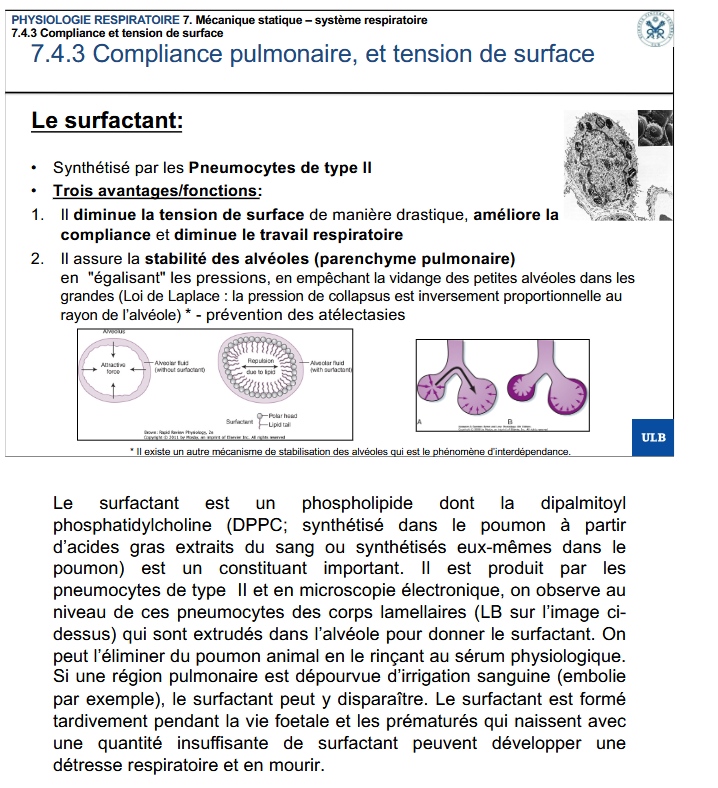 PHYSIOLOGIE RESPIRATOIRE 7. Mécanique statique – système respiratoire
7.4.3 Compliance et tension de surface
7.4.3 Compliance pulmonaire, et tension de surface
Le surfactant:
• Synthétisé par les Pneumocytes de type II
• Trois avantages/fonctions:
1. Il diminue la tension de surface de manière drastique, améliore la
compliance et diminue le travail respiratoire
2. Il assure la stabilité des alvéoles (parenchyme pulmonaire)
en "égalisant" les pressions, en empêchant la vidange des petites alvéoles dans les
grandes (Loi de Laplace : la pression de collapsus est inversement proportionnelle au
rayon de l'alvéole) * - prévention des atélectasies
Alveolus
Attractive
force
Alveolar fluid
(without surfactant)
Repulsion
due to lipid
Alveolar fluid
(with surfactant)
Surfactant
Polar head
Lipid tail
Brown: Rapid Review Physiology, 2e
Copyright © 2011 by Mosby, an imprint of Elsevier Inc. All rights reserved
A
B
ULB
* Il existe un autre mécanisme de stabilisation des alvéoles qui est le phénomène d'interdépendance.
Le surfactant est un phospholipide dont la dipalmitoyl
phosphatidylcholine (DPPC; synthétisé dans le poumon à partir
d'acides gras extraits du sang ou synthétisés eux-mêmes dans le
poumon) est un constituant important. Il est produit par les
pneumocytes de type II et en microscopie électronique, on observe au
niveau de ces pneumocytes des corps lamellaires (LB sur l'image ci-
dessus) qui sont extrudés dans l'alvéole pour donner le surfactant. On
peut l'éliminer du poumon animal en le rinçant au sérum physiologique.
Si une région pulmonaire est dépourvue d'irrigation sanguine (embolie
par exemple), le surfactant peut y disparaître. Le surfactant est formé
tardivement pendant la vie foetale et les prématurés qui naissent avec
une quantité insuffisante de surfactant peuvent développer une
détresse respiratoire et en mourir.